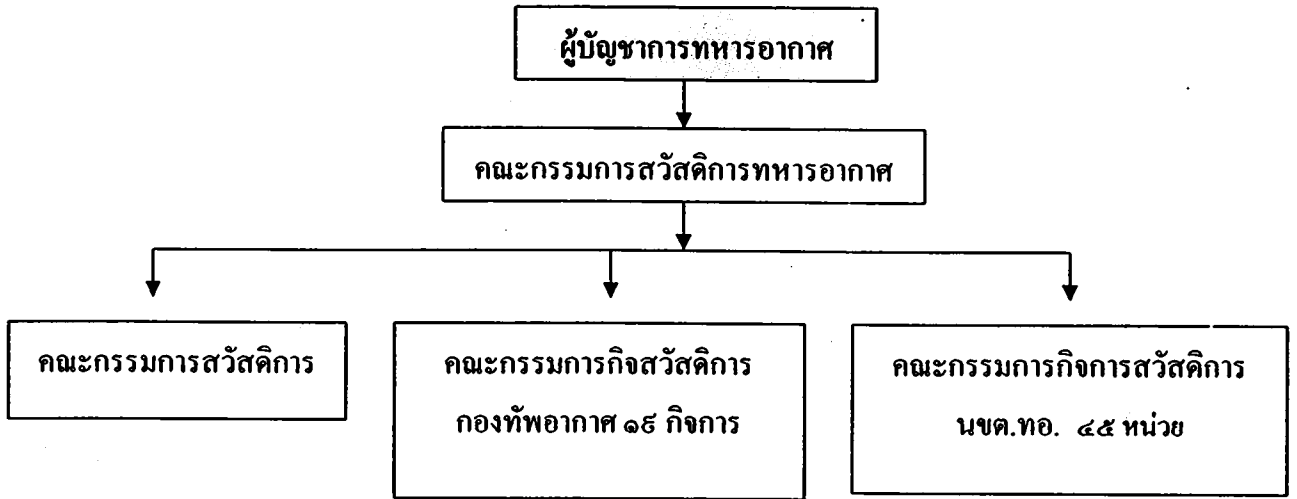 ผู้บัญชาการทหารอากาศ
คณะกรรมการสวัสดิการทหารอากาศ
คณะกรรมการสวัสดิการ
คณะกรรมการกิจสวัสดิการ
กองทัพอากาศ ๑๙ กิจการ
คณะกรรมการกิจการสวัสดิการ
นขต.ทอ. ๔๕ หน่วย